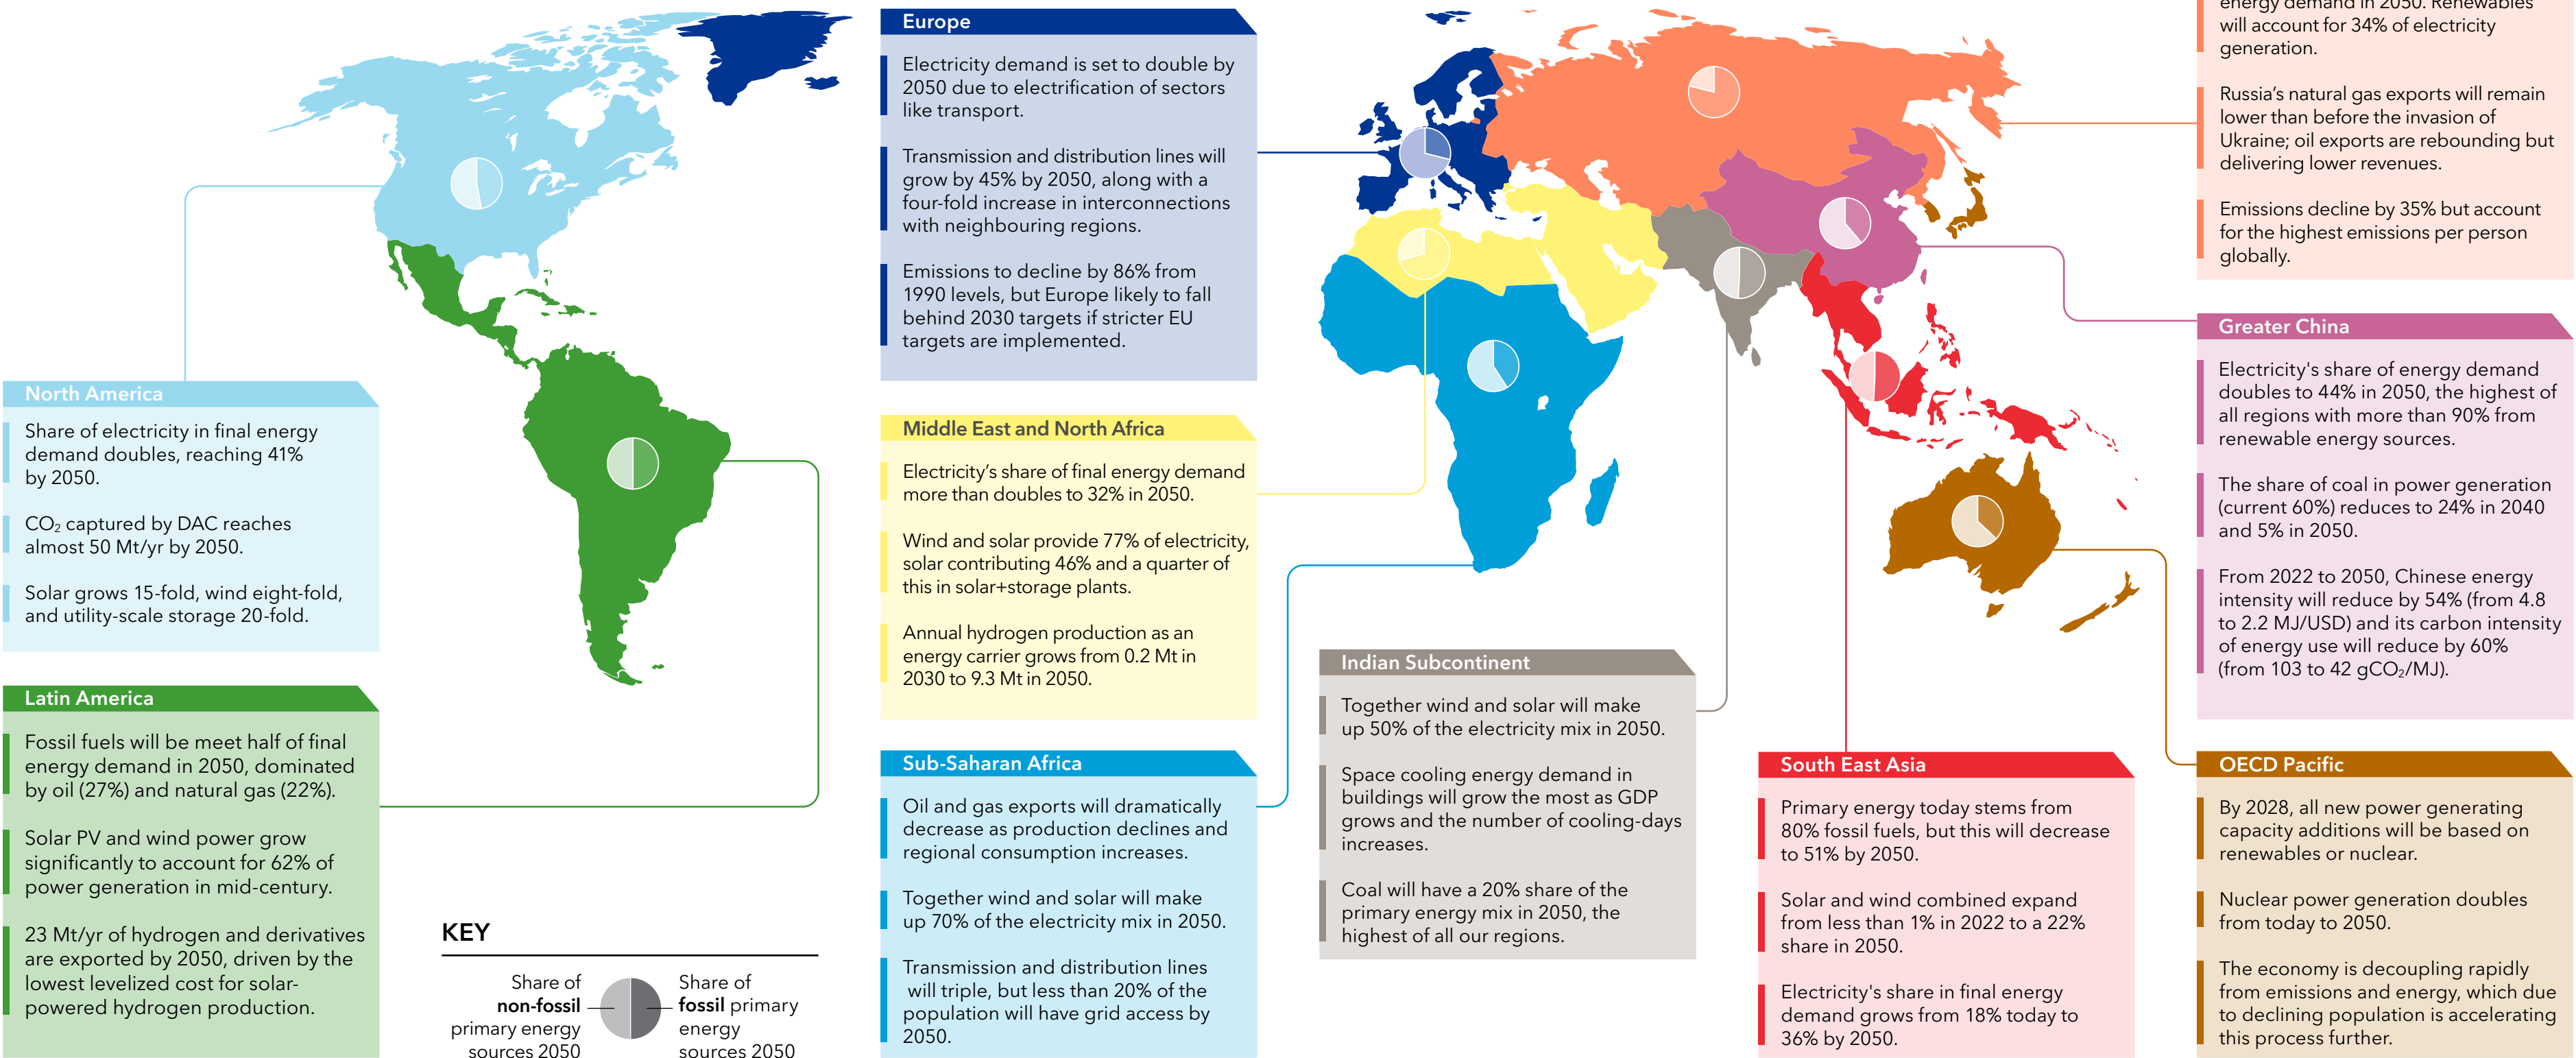 Europe
Electricity demand is set to double by
2050 due to electrification of sectors
like transport.
Transmission and distribution lines will
grow by 45% by 2050, along with a
four-fold increase in interconnections
with neighbouring regions.
Emissions to decline by 86% from
1990 levels, but Europe likely to fall
behind 2030 targets if stricter EU
targets are implemented.
energy demand in 2050. Renewables
will account for 34% of electricity
generation.
Russia’s natural gas exports will remain
lower than before the invasion of
Ukraine; oil exports are rebounding but
delivering lower revenues.
Emissions decline by 35% but account
for the highest emissions per person
globally.
North America
Share of electricity in final energy
demand doubles, reaching 41%
by 2050.
CO₂ captured by DAC reaches
almost 50 Mt/yr by 2050.
Solar grows 15-fold, wind eight-fold,
and utility-scale storage 20-fold.
Middle East and North Africa
Electricity’s share of final energy demand
more than doubles to 32% in 2050.
Wind and solar provide 77% of electricity,
solar contributing 46% and a quarter of
this in solar+storage plants.
Annual hydrogen production as an
energy carrier grows from 0.2 Mt in
2030 to 9.3 Mt in 2050.
Greater China
Electricity's share of energy demand
doubles to 44% in 2050, the highest of
all regions with more than 90% from
renewable energy sources.
The share of coal in power generation
(current 60%) reduces to 24% in 2040
and 5% in 2050.
From 2022 to 2050, Chinese energy
intensity will reduce by 54% (from 4.8
to 2.2 MJ/USD) and its carbon intensity
of energy use will reduce by 60%
(from 103 to 42 gCO₂/MJ).
Latin America
Fossil fuels will be meet half of final
energy demand in 2050, dominated
by oil (27%) and natural gas (22%).
Solar PV and wind power grow
significantly to account for 62% of
power generation in mid-century.
23 Mt/yr of hydrogen and derivatives
are exported by 2050, driven by the
lowest levelized cost for solar-
powered hydrogen production.
KEY
Share of
non-fossil
primary energy
sources 2050
Share of
fossil primary
energy
sources 2050
Sub-Saharan Africa
Oil and gas exports will dramatically
decrease as production declines and
regional consumption increases.
Together wind and solar will make
up 70% of the electricity mix in 2050.
Transmission and distribution lines
will triple, but less than 20% of the
population will have grid access by
2050.
Indian Subcontinent
Together wind and solar will make
up 50% of the electricity mix in 2050.
Space cooling energy demand in
buildings will grow the most as GDP
grows and the number of cooling-days
increases.
Coal will have a 20% share of the
primary energy mix in 2050, the
highest of all our regions.
South East Asia
Primary energy today stems from
80% fossil fuels, but this will decrease
to 51% by 2050.
Solar and wind combined expand
from less than 1% in 2022 to a 22%
share in 2050.
Electricity's share in final energy
demand grows from 18% today to
36% by 2050.
OECD Pacific
By 2028, all new power generating
capacity additions will be based on
renewables or nuclear.
Nuclear power generation doubles
from today to 2050.
The economy is decoupling rapidly
from emissions and energy, which due
to declining population is accelerating
this process further.